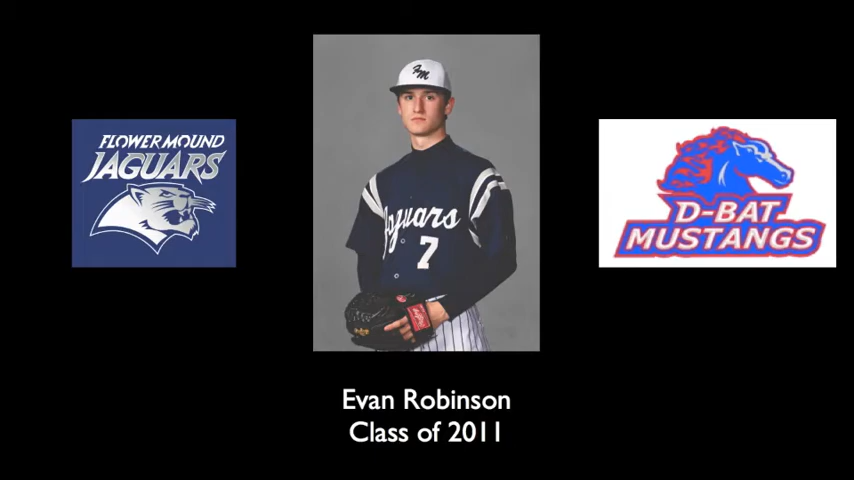 FLOWER MOUND
JAGUARS
FM
Jaguars
7
D-BAT
MUSTANGS
Evan Robinson
Class of 2011